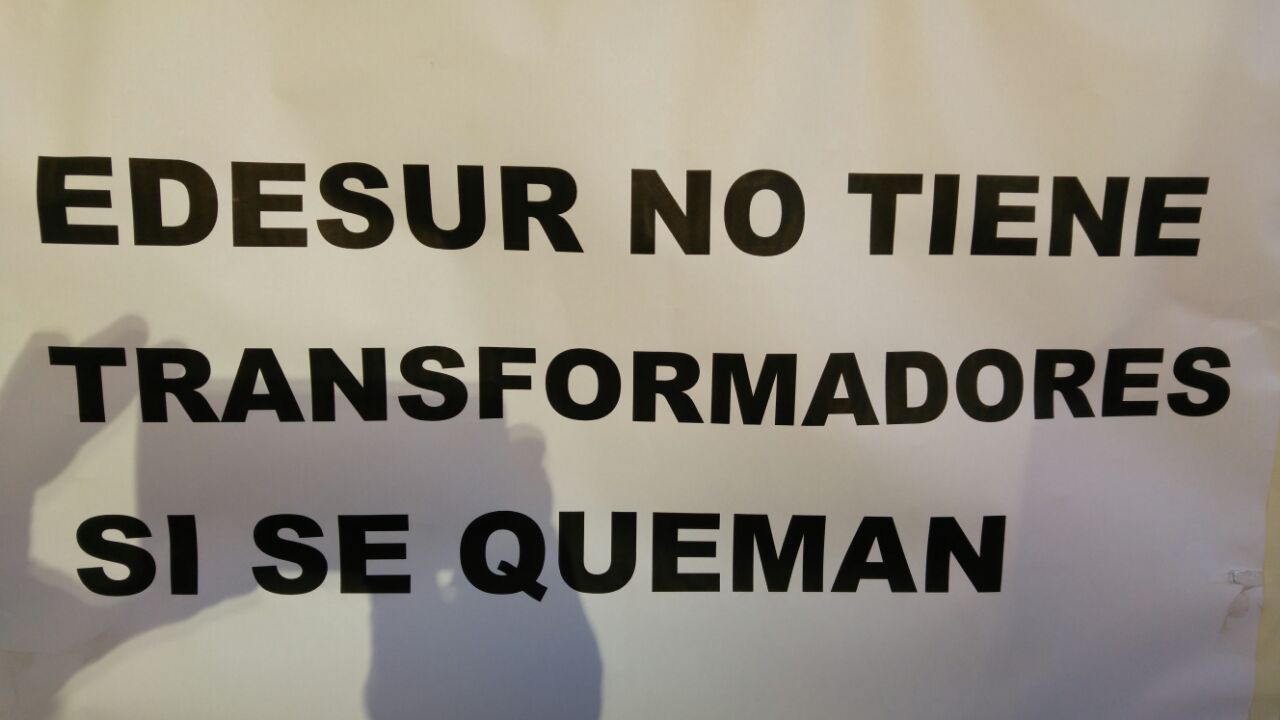 EDESUR NO TIENE
TRANSFORMADORES
SI SE QUEMAN